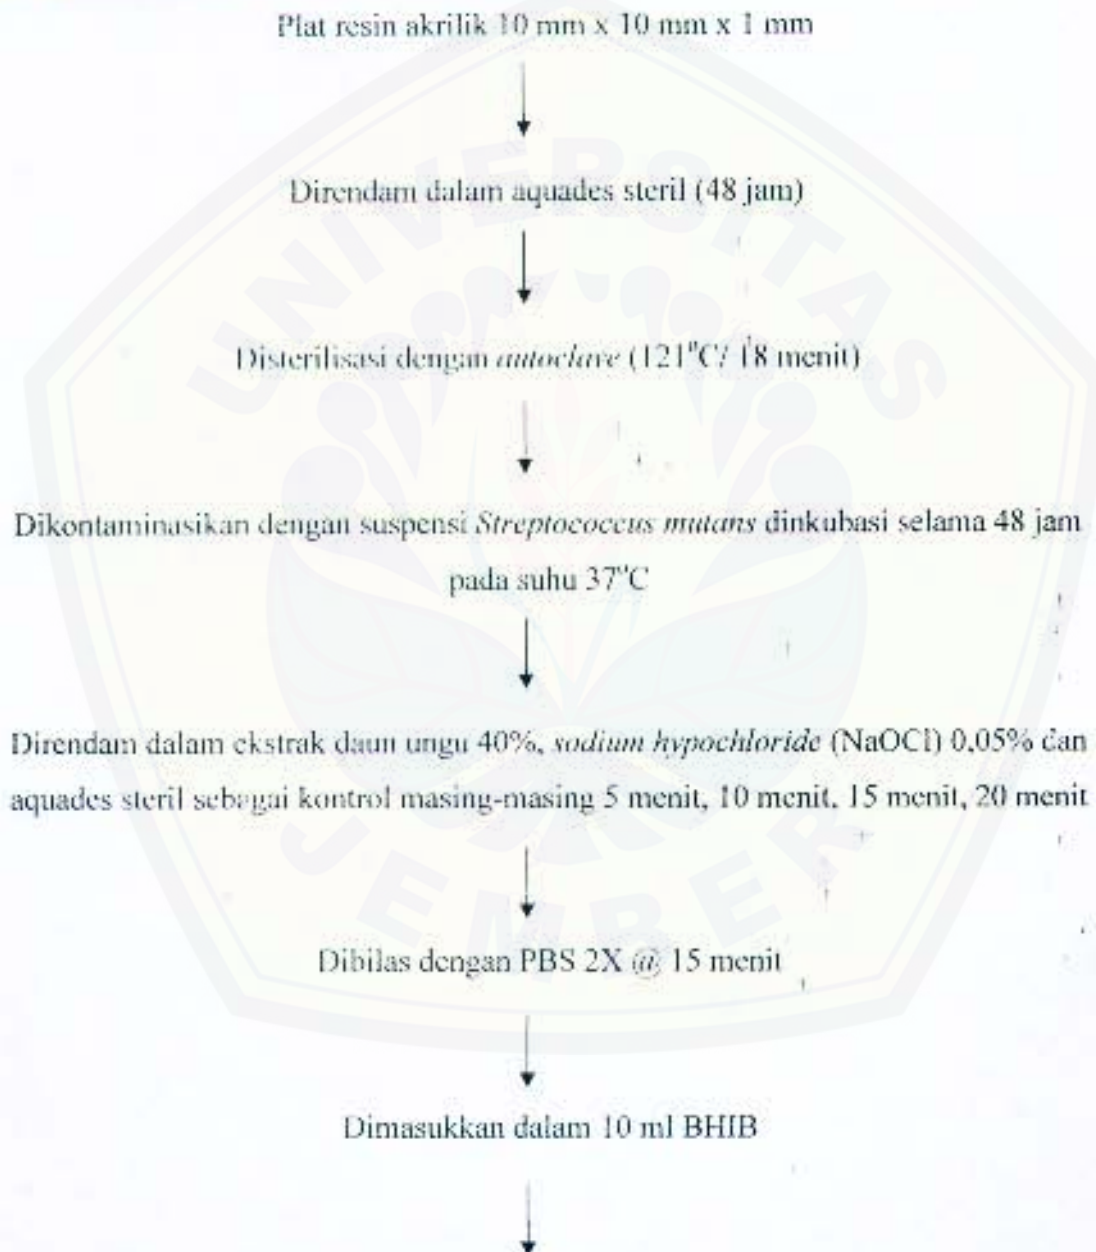 Plat resin akrilik 10 mm x 10 mm x 1 mm
Direndam dalam aquades steril (48 jam)
Disterilisasi dengan autoclave (121°C/ 18 menit)
Dikontaminasikan dengan suspensi Streptococcus mutans dinkubasi selama 48 jam
pada suhu 37°C
Direndam dalam ekstrak daun ungu 40%, sodium hypochloride (NaOCl) 0,05% dan
aquades steril sebagai kontrol masing-masing 5 menit, 10 menit, 15 menit, 20 menit
Dibilas dengan PBS 2X @ 15 menit
Dimasukkan dalam 10 ml BHIB
UNIVERSITAS
JEMBER